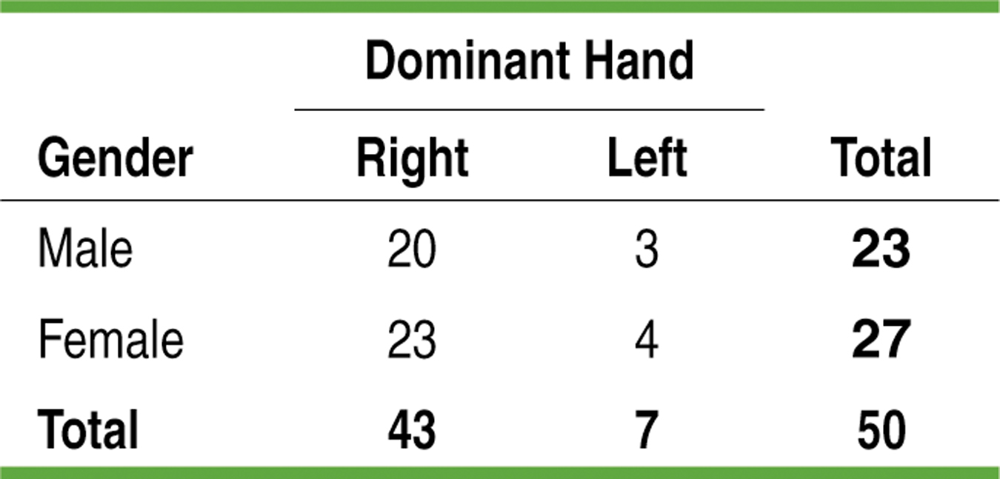 Dominant Hand
Gender Right Left Total
Male 20 3 23
Female 23 4 27
Total 43 7 50